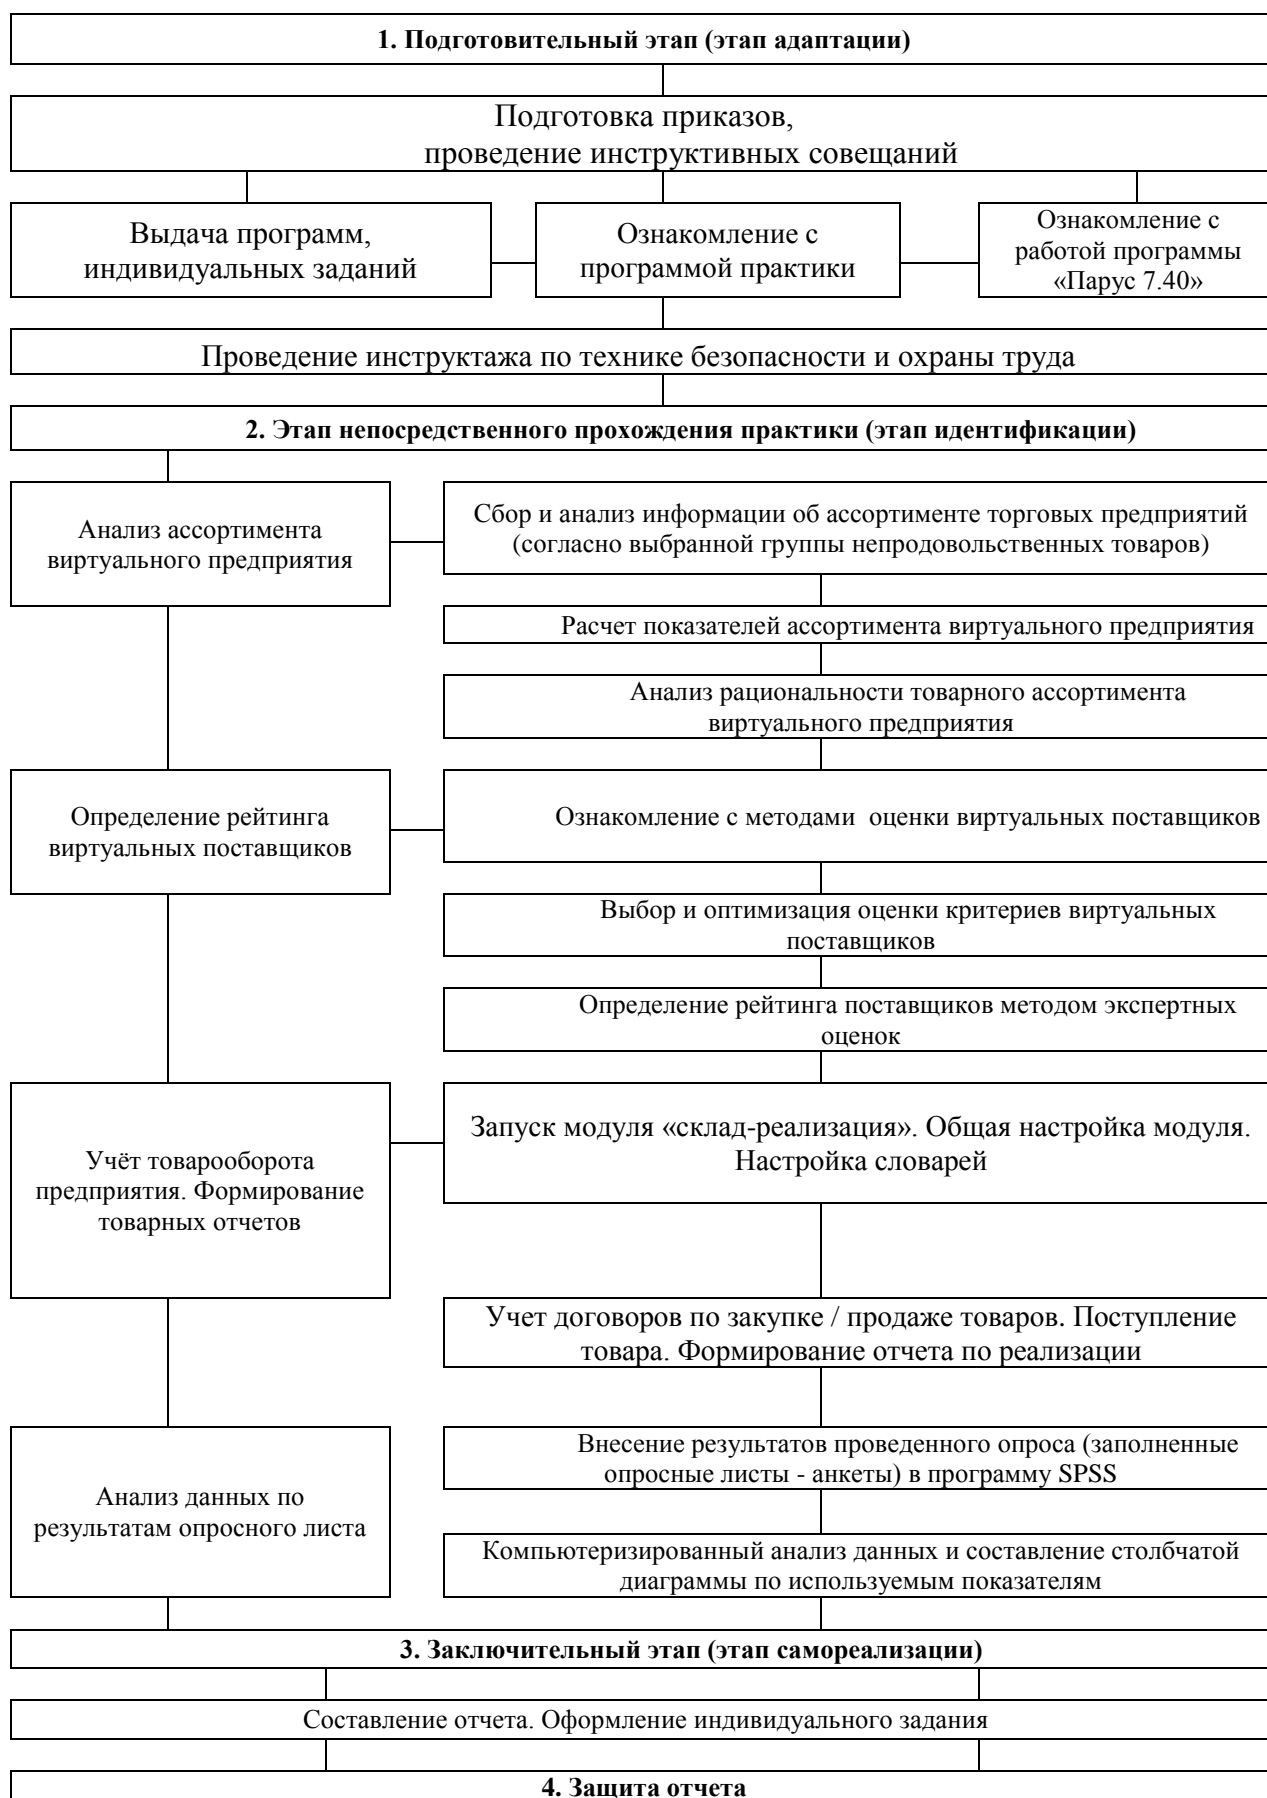 1. Подготовительный этап (этап адаптации)
Подготовка приказов,
проведение инструктивных совещаний
Выдача программ,
индивидуальных заданий
Ознакомление с
программой практики
Ознакомление с
работой программы
«Парус 7.40»
Проведение инструктажа по технике безопасности и охраны труда
2. Этап непосредственного прохождения практики (этап идентификации)
Анализ ассортимента
виртуального предприятия
Сбор и анализ информации об ассортименте торговых предприятий
(согласно выбранной группы непродовольственных товаров)
Расчет показателей ассортимента виртуального предприятия
Анализ рациональности товарного ассортимента
виртуального предприятия
Определение рейтинга
виртуальных поставщиков
Ознакомление с методами оценки виртуальных поставщиков
Выбор и оптимизация оценки критериев виртуальных
поставщиков
Определение рейтинга поставщиков методом экспертных
оценок
Учёт товарооборота
предприятия. Формирование
товарных отчетов
Запуск модуля «склад-реализация». Общая настройка модуля.
Настройка словарей
Учет договоров по закупке / продаже товаров. Поступление
товара. Формирование отчета по реализации
Анализ данных по
результатам опросного листа
Внесение результатов проведенного опроса (заполненные
опросные листы - анкеты) в программу SPSS
Компьютеризированный анализ данных и составление столбчатой
диаграммы по используемым показателям
3. Заключительный этап (этап самореализации)
Составление отчета. Оформление индивидуального задания
4. Защита отчета